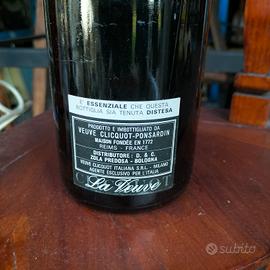 E' ESSENZIALE CHE QUESTA
BOTTIGLIA SIA TENUTA DISTESA
PRODOTTO E IMBOTTIGLIATO DA
VEUVE CLICQUOT-PONSARDIN
MAISON FONDÉE EN 1772
REIMS - FRANCE
DISTRIBUTORE: D. & C.
ZOLA PREDOSA - BOLOGNA
VEUVE CLICQUOT ITALIANA S.R.L. - MILANO
AGENTE ESCLUSIVO PER L'ITALIA
La Veuve
subito